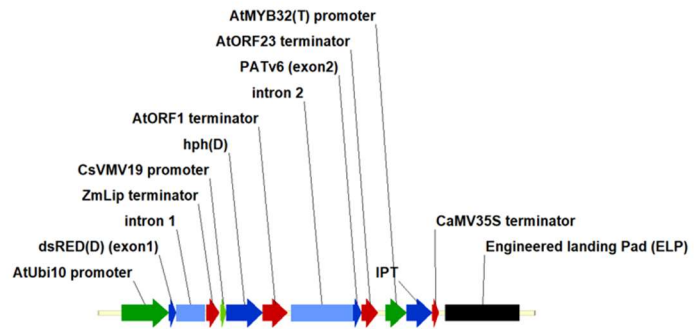 AtMYB32(T) promoter
AtORF23 terminator
PATv6 (exon2)
intron 2
AtORF1 terminator
hph(D)
CsVMV19 promoter
ZmLip terminator
intron 1
dsRED(D) (exon1)
AtUbi10 promoter
CaMV35S terminator
Engineered landing Pad (ELP)
IPT